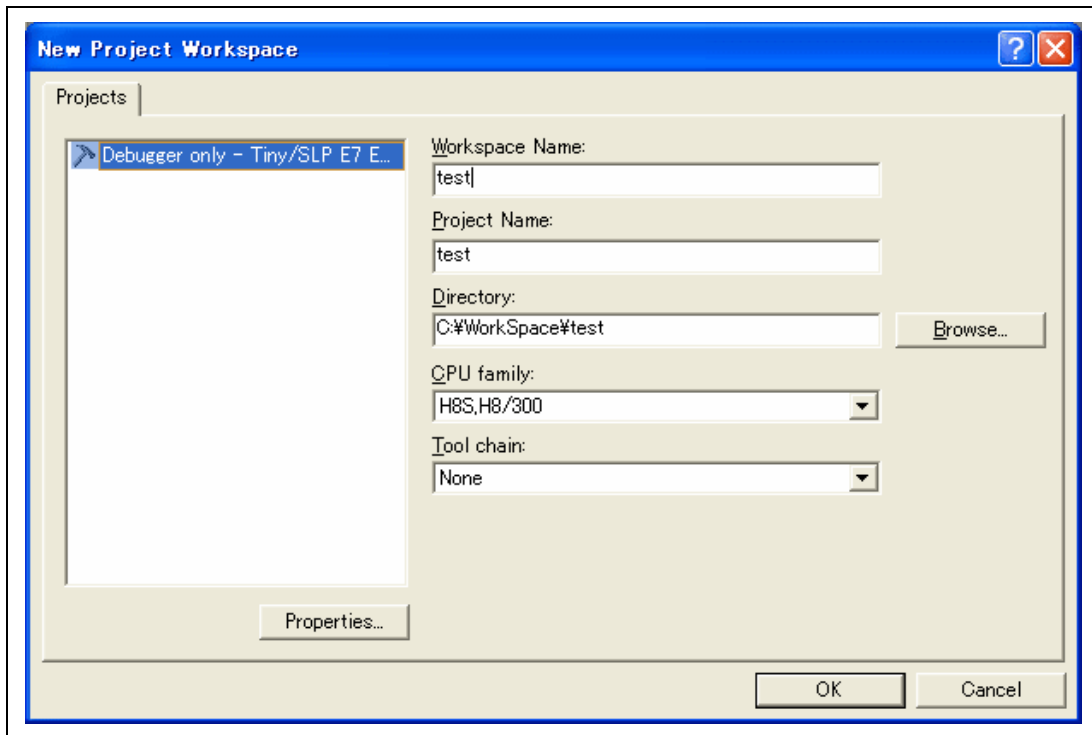 New Project Workspace
Projects
Debugger only - Tiny/SLP E7 E...
Workspace Name:
test
Project Name:
test
Directory:
C:¥WorkSpace¥test
Browse...
CPU family:
H8S,H8/300
Tool chain:
None
Properties...
OK
Cancel